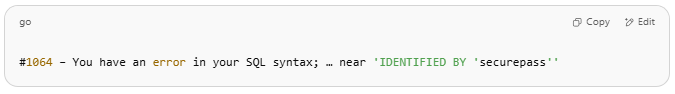 go
Copy
Edit
#1064 – You have an error in your SQL syntax; … near 'IDENTIFIED BY 'securepass''